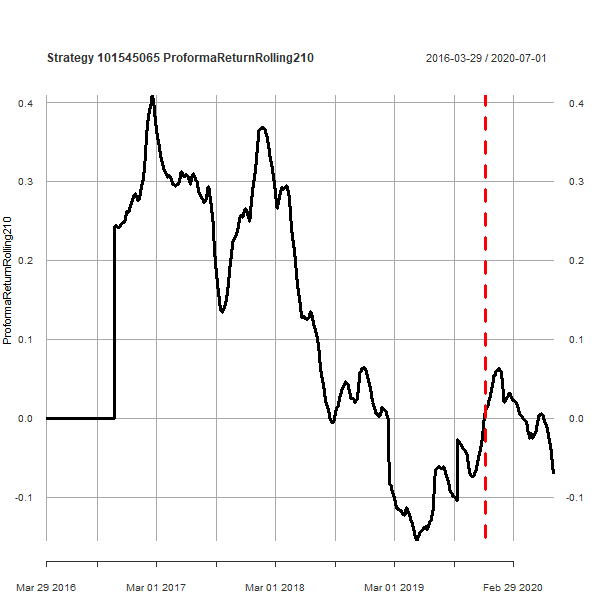 Strategy 101545065 ProformaReturnRolling210
2016-03-29 / 2020-07-01
0.4
0.4
0.3
0.3
0.2
0.2
0.1
0.1
0.0
0.0
-0.1
-0.1
ProformaReturnRolling210
Mar 29 2016
Mar 01 2017
Mar 01 2018
Mar 01 2019
Feb 29 2020